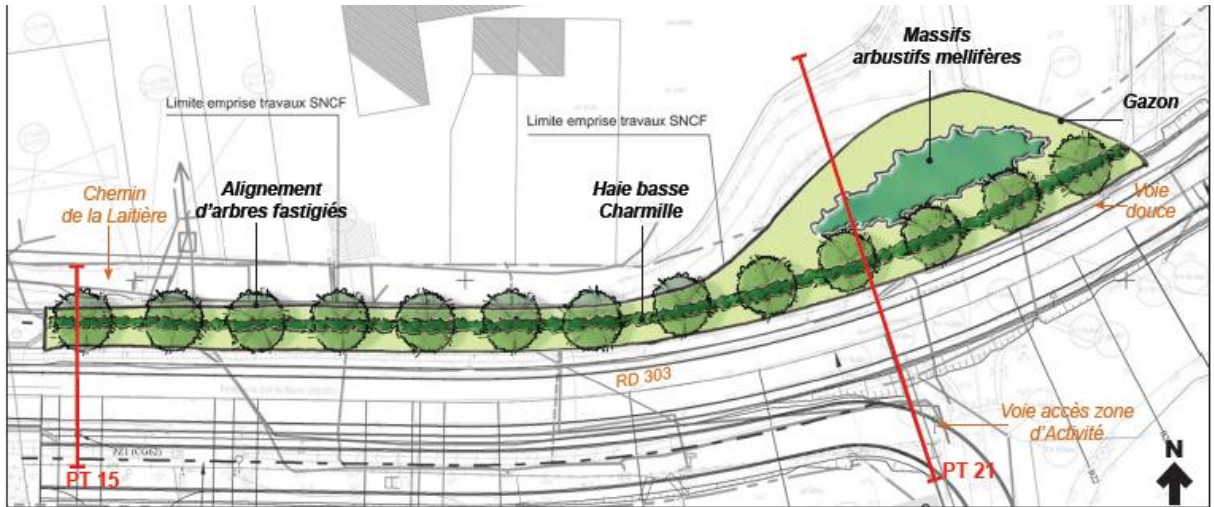 Massifs
arbustifs mellifères
Gazon
Limite emprise travaux SNCF
Limite emprise travaux SNCF
Chemin
de la Laitière
Alignement
d'arbres fastigiés
Haie basse
Charmille
Voie
douce
RD 303
Voie accès zone
d'Activité
N
PT 15
PT 21